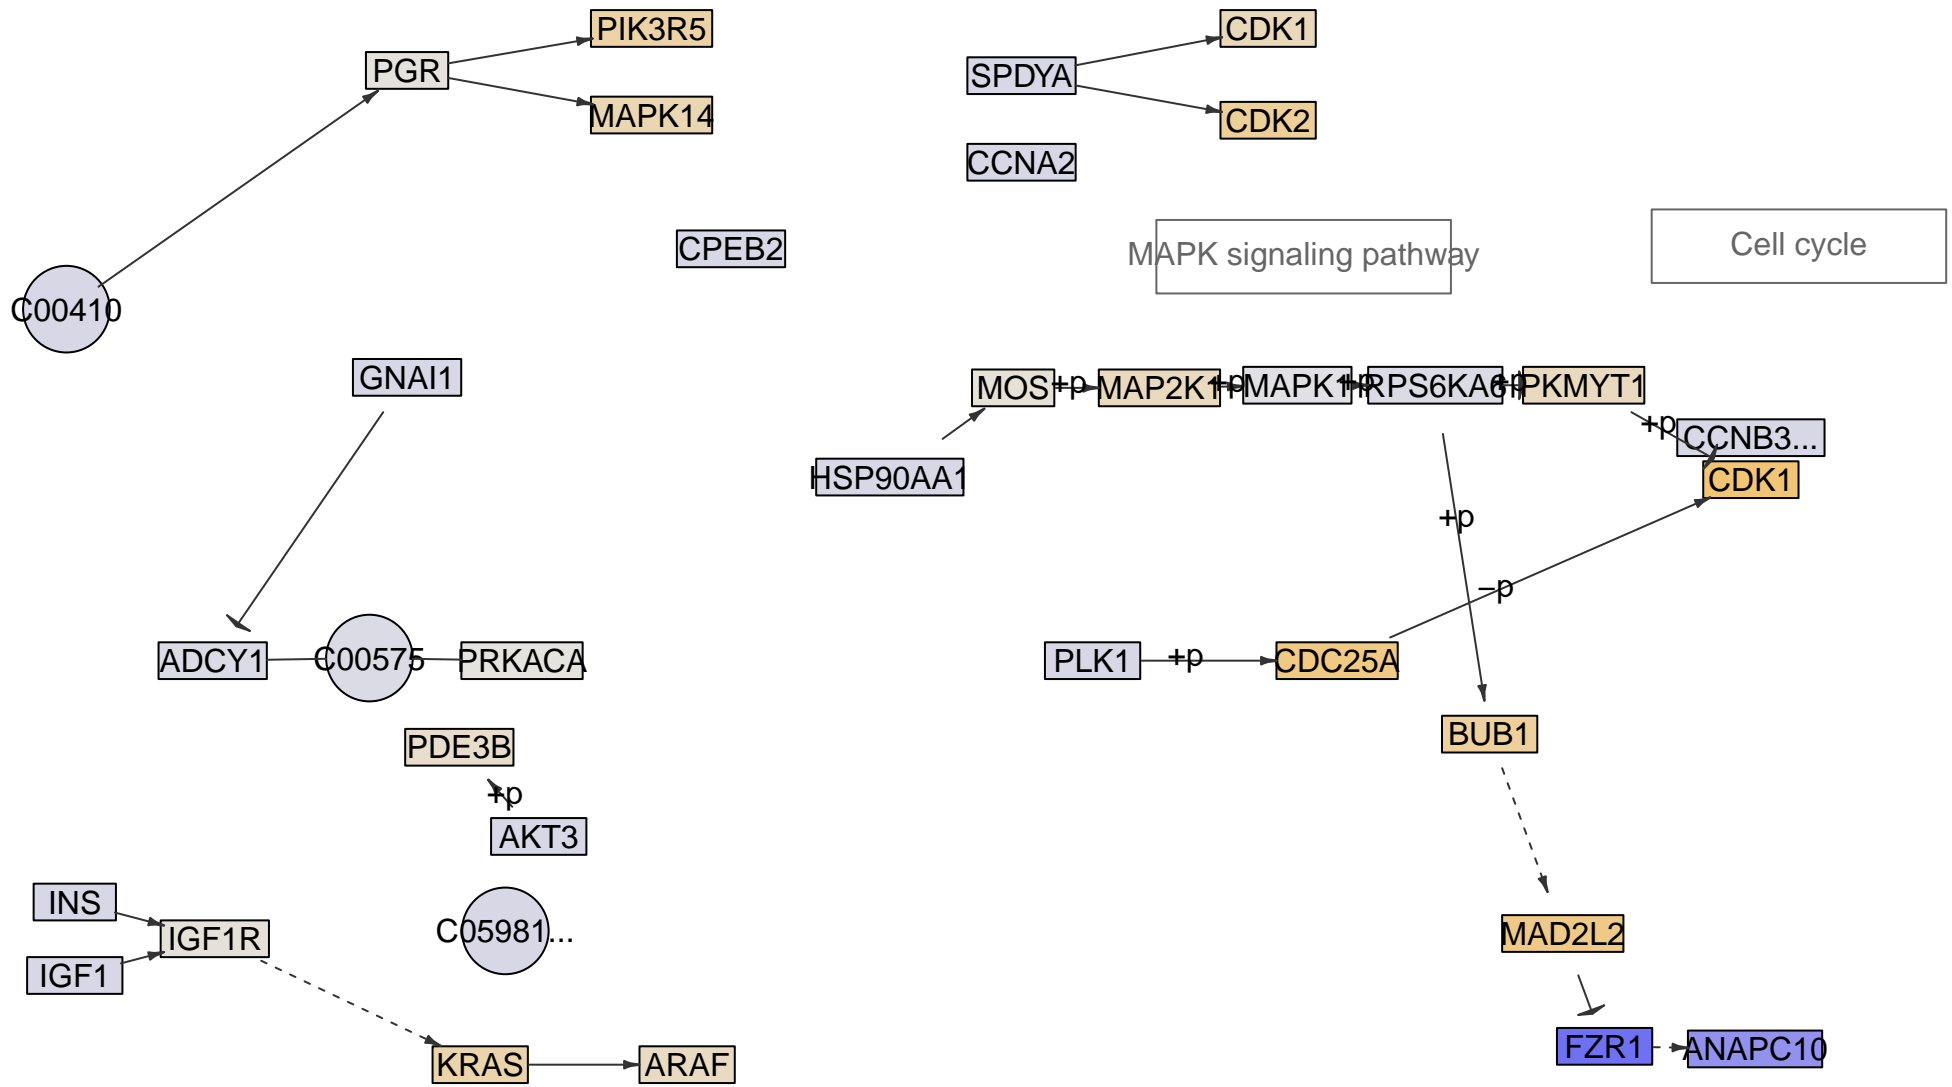 PIK3R5
CDK1
PGR
SPDYA
MAPK14
CDK2
CCNA2
CPEB2
MAPK signaling pathway
Cell cycle
C00410
GNAI1
MOS
+p
MAP2K1
+p
MAPK1
+p
RPS6KA6
+p
PKMYT1
+p
CCNB3...
HSP90AA1
CDK1
+p
−p
ADCY1
C00575
PRKACA
PLK1
+p
CDC25A
PDE3B
BUB1
+p
AKT3
INS
IGF1R
C05981...
MAD2L2
IGF1
KRAS
ARAF
FZR1
ANAPC10